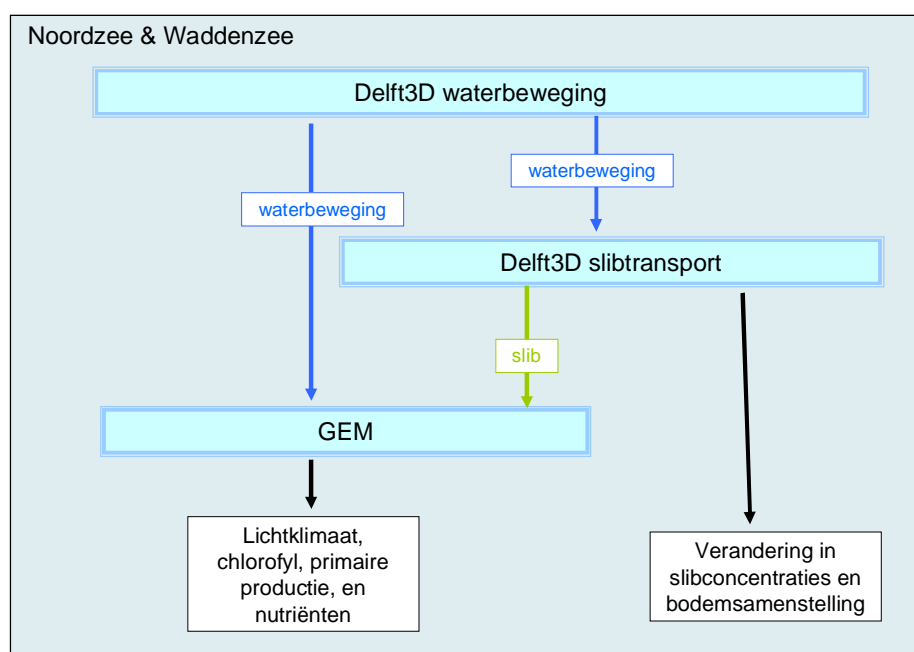 Noordzee & Waddenzee
Delft3D waterbeweging
waterbeweging
waterbeweging
Delft3D slibtransport
slib
GEM
Lichtklimaat,
chlorofyl, primaire
productie, en
nutriënten
Verandering in
slibconcentraties en
bodemsamenstelling